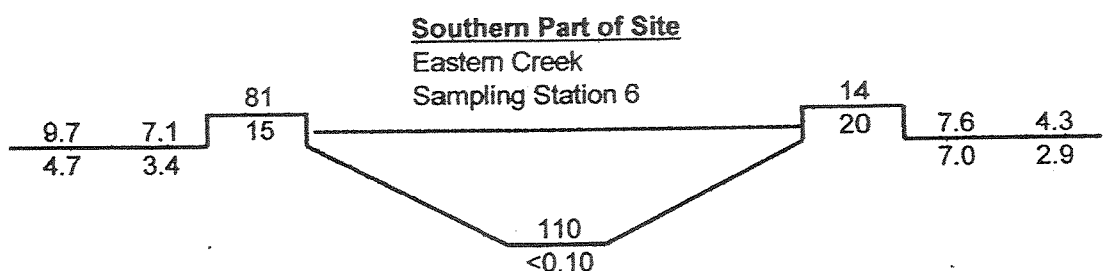 Southern Part of Site
Eastern Creek
Sampling Station 6
81 14
15 20
9.7 7.1 7.6 4.3
4.7 3.4 7.0 2.9
110
<0.10